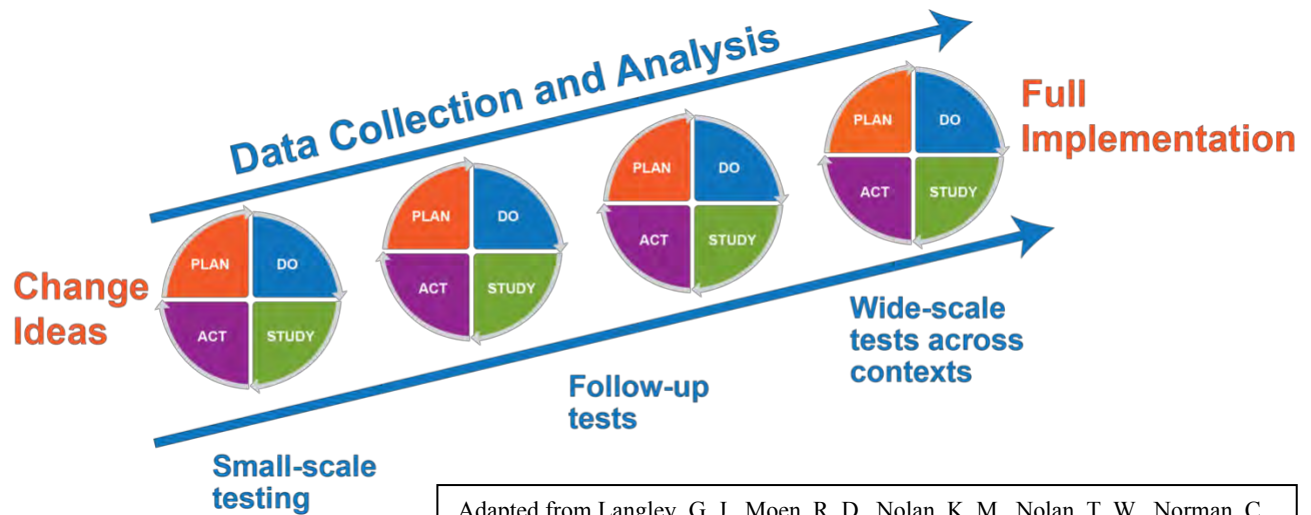 Data Collection and Analysis
Full
Implementation
Change
Ideas
PLAN DO
ACT STUDY
PLAN DO
ACT STUDY
PLAN DO
ACT STUDY
PLAN DO
ACT STUDY
Small-scale
testing
Follow-up
tests
Wide-scale
tests across
contexts
Adapted from Langley, G. J., Moen, R. D., Nolan, K. M., Nolan, T. W., Norman, C.